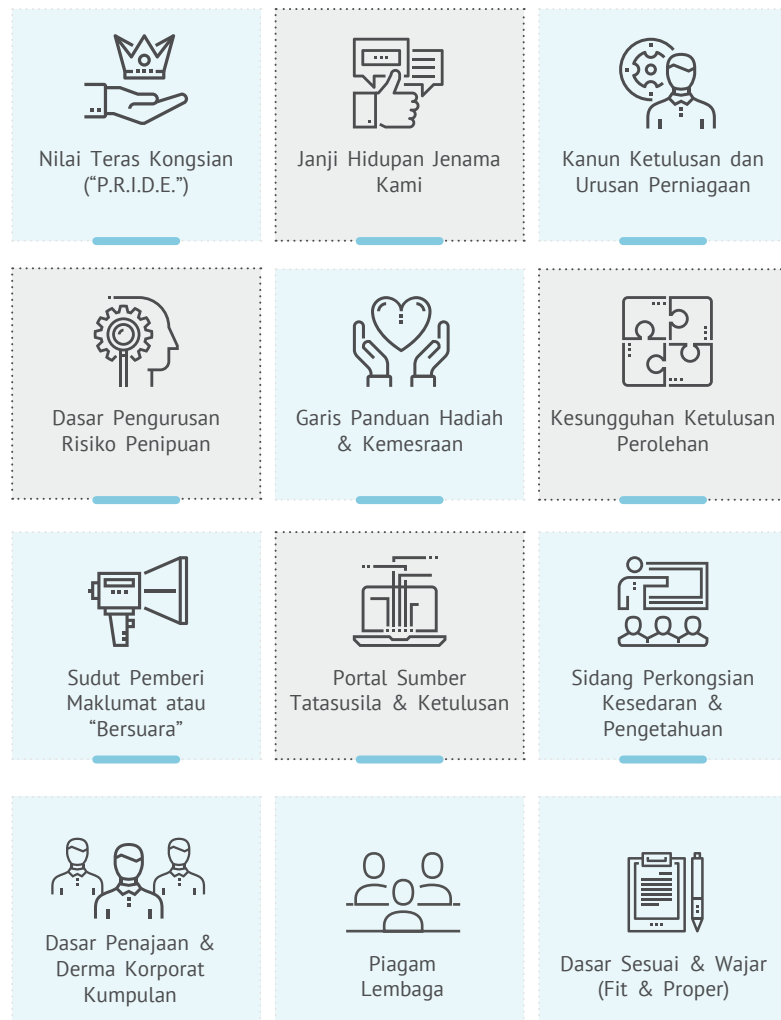 Nilai Teras Kongsian
(“P.R.I.D.E.”)
Janji Hidupan Jenama
Kami
Kanun Ketulusan dan
Urusan Perniagaan
Dasar Pengurusan
Risiko Penipuan
Garis Panduan Hadiah
& Kemesraan
Kesungguhan Ketulusan
Perolehan
Sudut Pemberi
Maklumat atau
“Bersuara”
Portal Sumber
Tatasusila & Ketulusan
Sidang Perkongsian
Kesedaran &
Pengetahuan
Dasar Penajaan &
Derma Korporat
Kumpulan
Piagam
Lembaga
Dasar Sesuai & Wajar
(Fit & Proper)